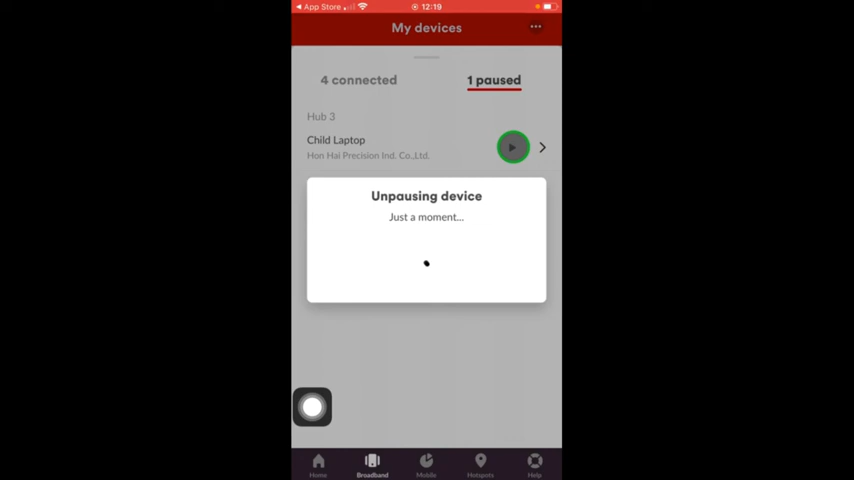 App Store
12:19
My devices
4 connected
1 paused
Hub 3
Child Laptop
Hon Hai Precision Ind. Co.,Ltd.
Unpausing device
Just a moment...
Home
Broadband
Mobile
Hotspots
Help